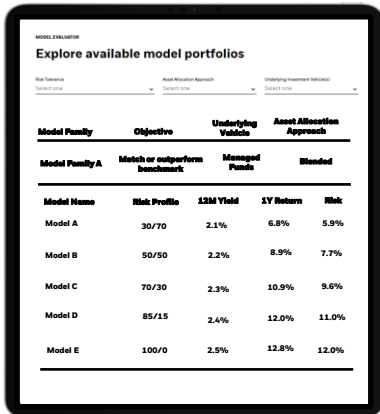 MODEL EVALUATOR
Explore available model portfolios
Risk Tolerance Asset Allocation Approach Underlying Investment Vehicle(s)
Select one Select one Select one
Model Family Objective Underlying Vehicle Asset Allocation Approach
Model Family A Match or outperform benchmark Managed Funds Blended
Model Name Risk Profile 12M Yield 1Y Return Risk
Model A 30/70 2.1% 6.8% 5.9%
Model B 50/50 2.2% 8.9% 7.7%
Model C 70/30 2.3% 10.9% 9.6%
Model D 85/15 2.4% 12.0% 11.0%
Model E 100/0 2.5% 12.8% 12.0%